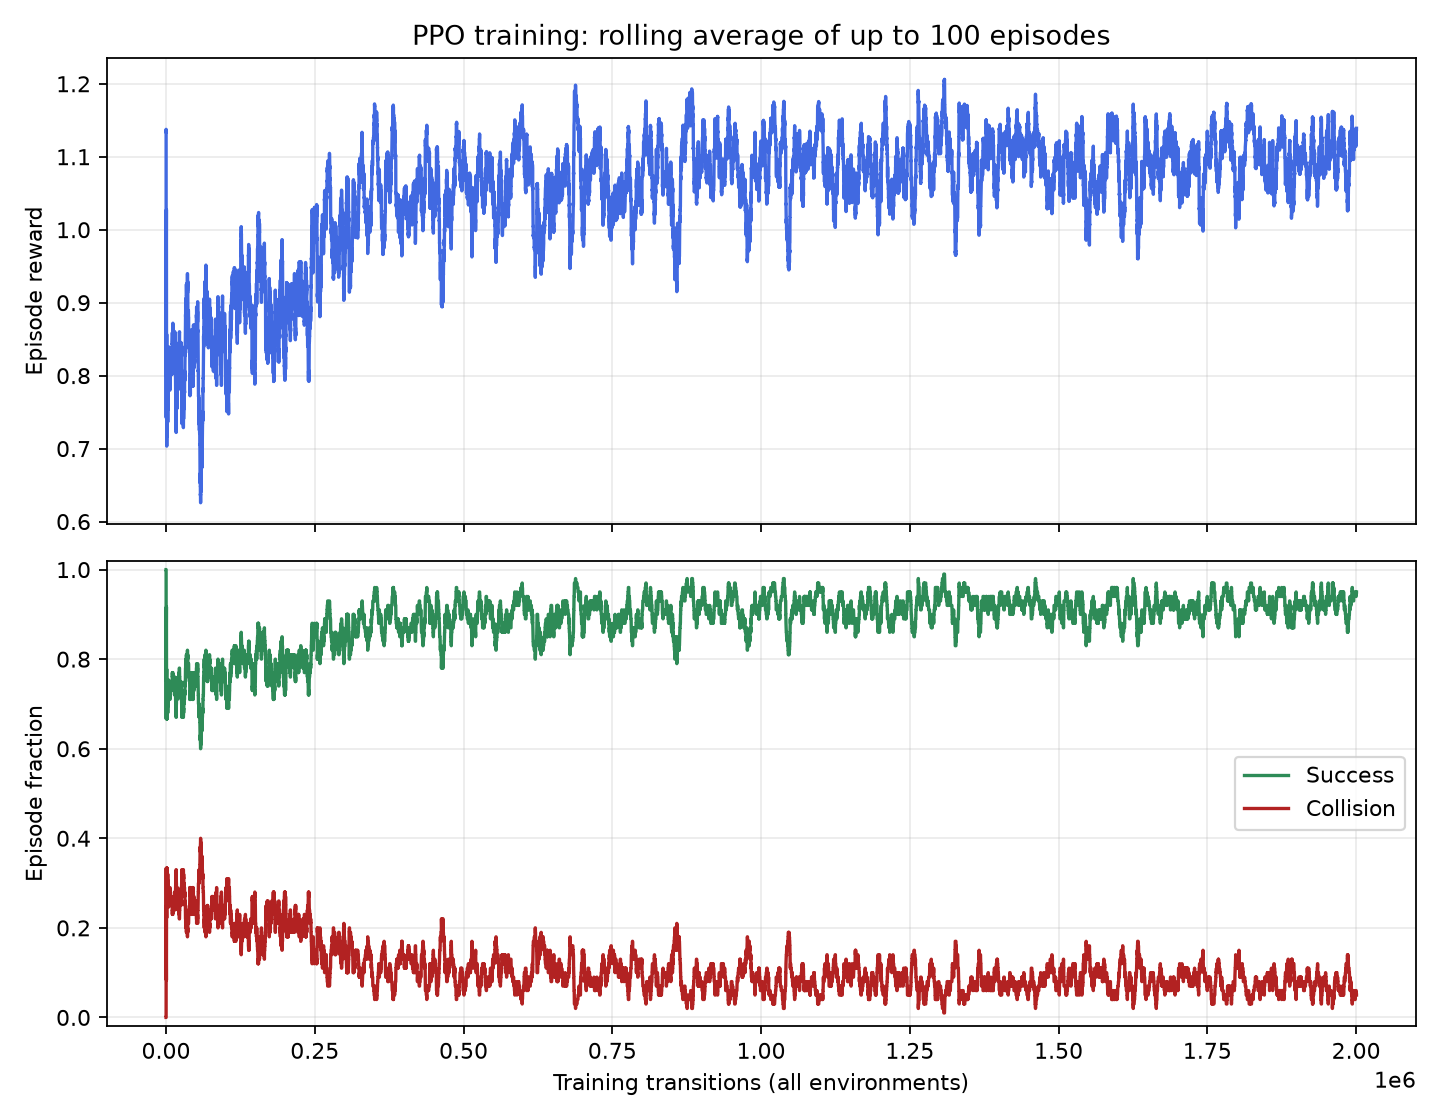 PPO training: rolling average of up to 100 episodes
1.2
1.1
1.0
0.9
0.8
0.7
0.6
Episode reward
1.0
0.8
0.6
0.4
0.2
0.0
Episode fraction
Success
Collision
0.00 0.25 0.50 0.75 1.00 1.25 1.50 1.75 2.00
1e6
Training transitions (all environments)